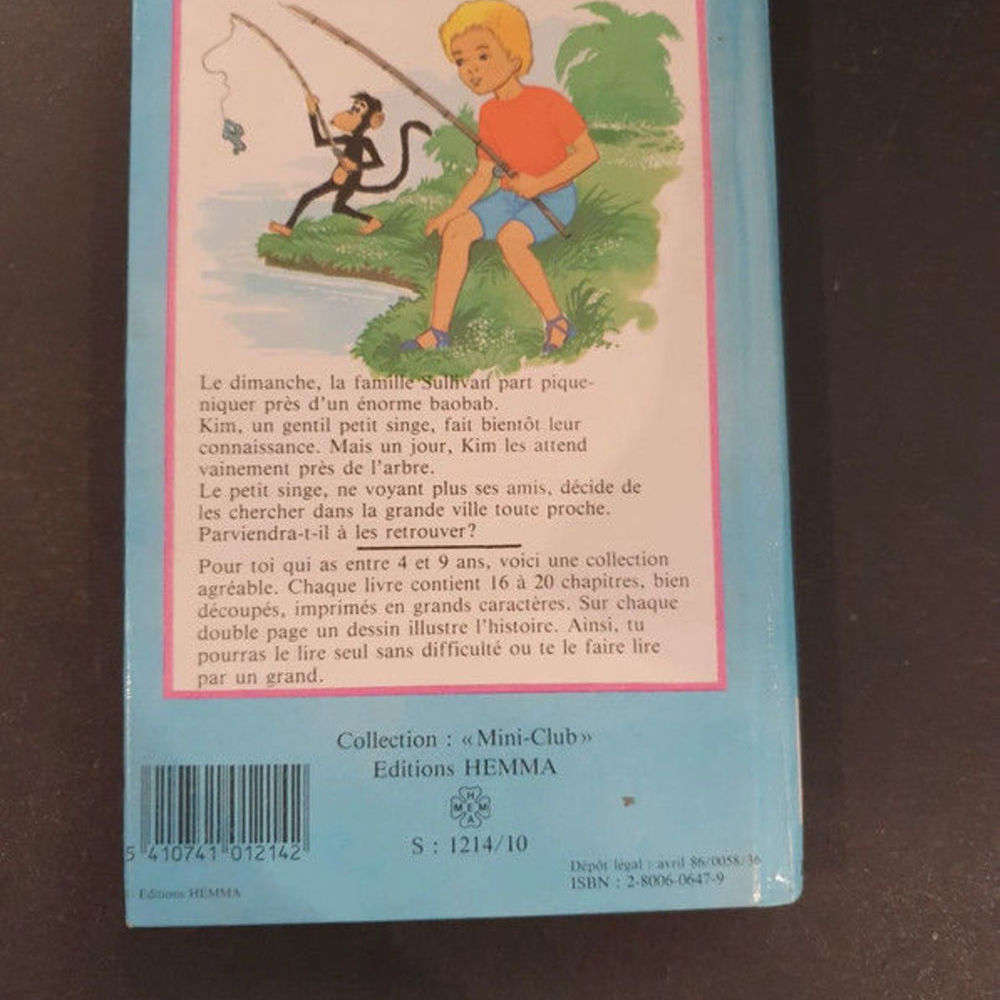 Le dimanche, la famille Sullivan part pique-
niquer près d'un énorme baobab.
Kim, un gentil petit singe, fait bientôt leur
connaissance. Mais un jour, Kim les attend
vainement près de l'arbre.
Le petit singe, ne voyant plus ses amis, décide de
les chercher dans la grande ville toute proche.
Parviendra-t-il à les retrouver?
Pour toi qui as entre 4 et 9 ans, voici une collection
agréable. Chaque livre contient 16 à 20 chapitres, bien
découpés, imprimés en grands caractères. Sur chaque
double page un dessin illustre l'histoire. Ainsi, tu
pourras le lire seul sans difficulté ou te le faire lire
par un grand.
Collection : «Mini-Club»
Editions HEMMA
HEMMA
S : 1214/10
5 410741 012142
Editions HEMMA
Dépôt légal : avril 86/0058/36
ISBN : 2-8006-0647-9